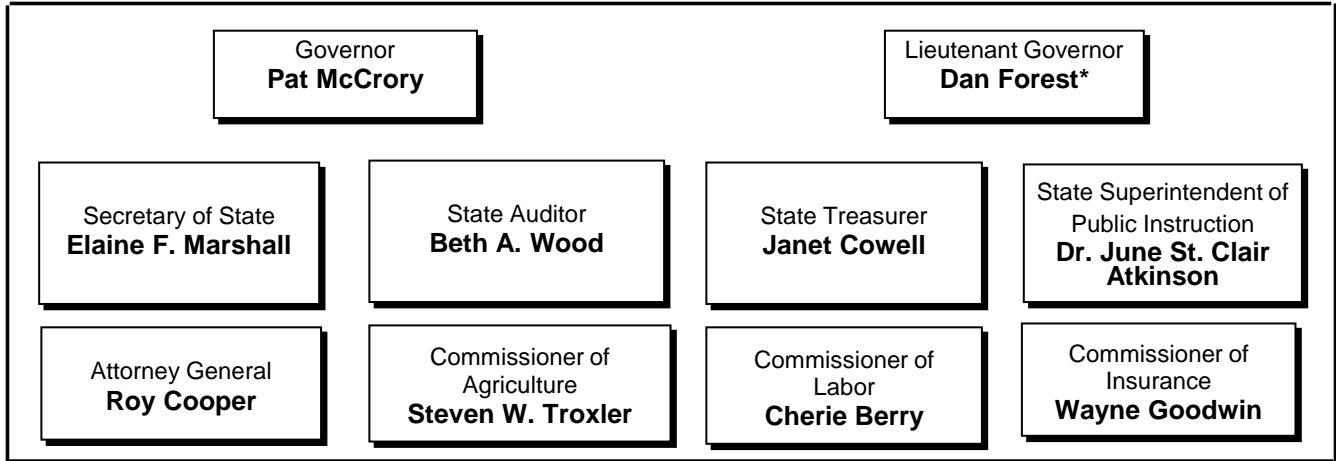 Governor
Pat McCrory
Lieutenant Governor
Dan Forest*
Secretary of State
Elaine F. Marshall
State Auditor
Beth A. Wood
State Treasurer
Janet Cowell
State Superintendent of
Public Instruction
Dr. June St. Clair
Atkinson
Attorney General
Roy Cooper
Commissioner of
Agriculture
Steven W. Troxler
Commissioner of
Labor
Cherie Berry
Commissioner of
Insurance
Wayne Goodwin